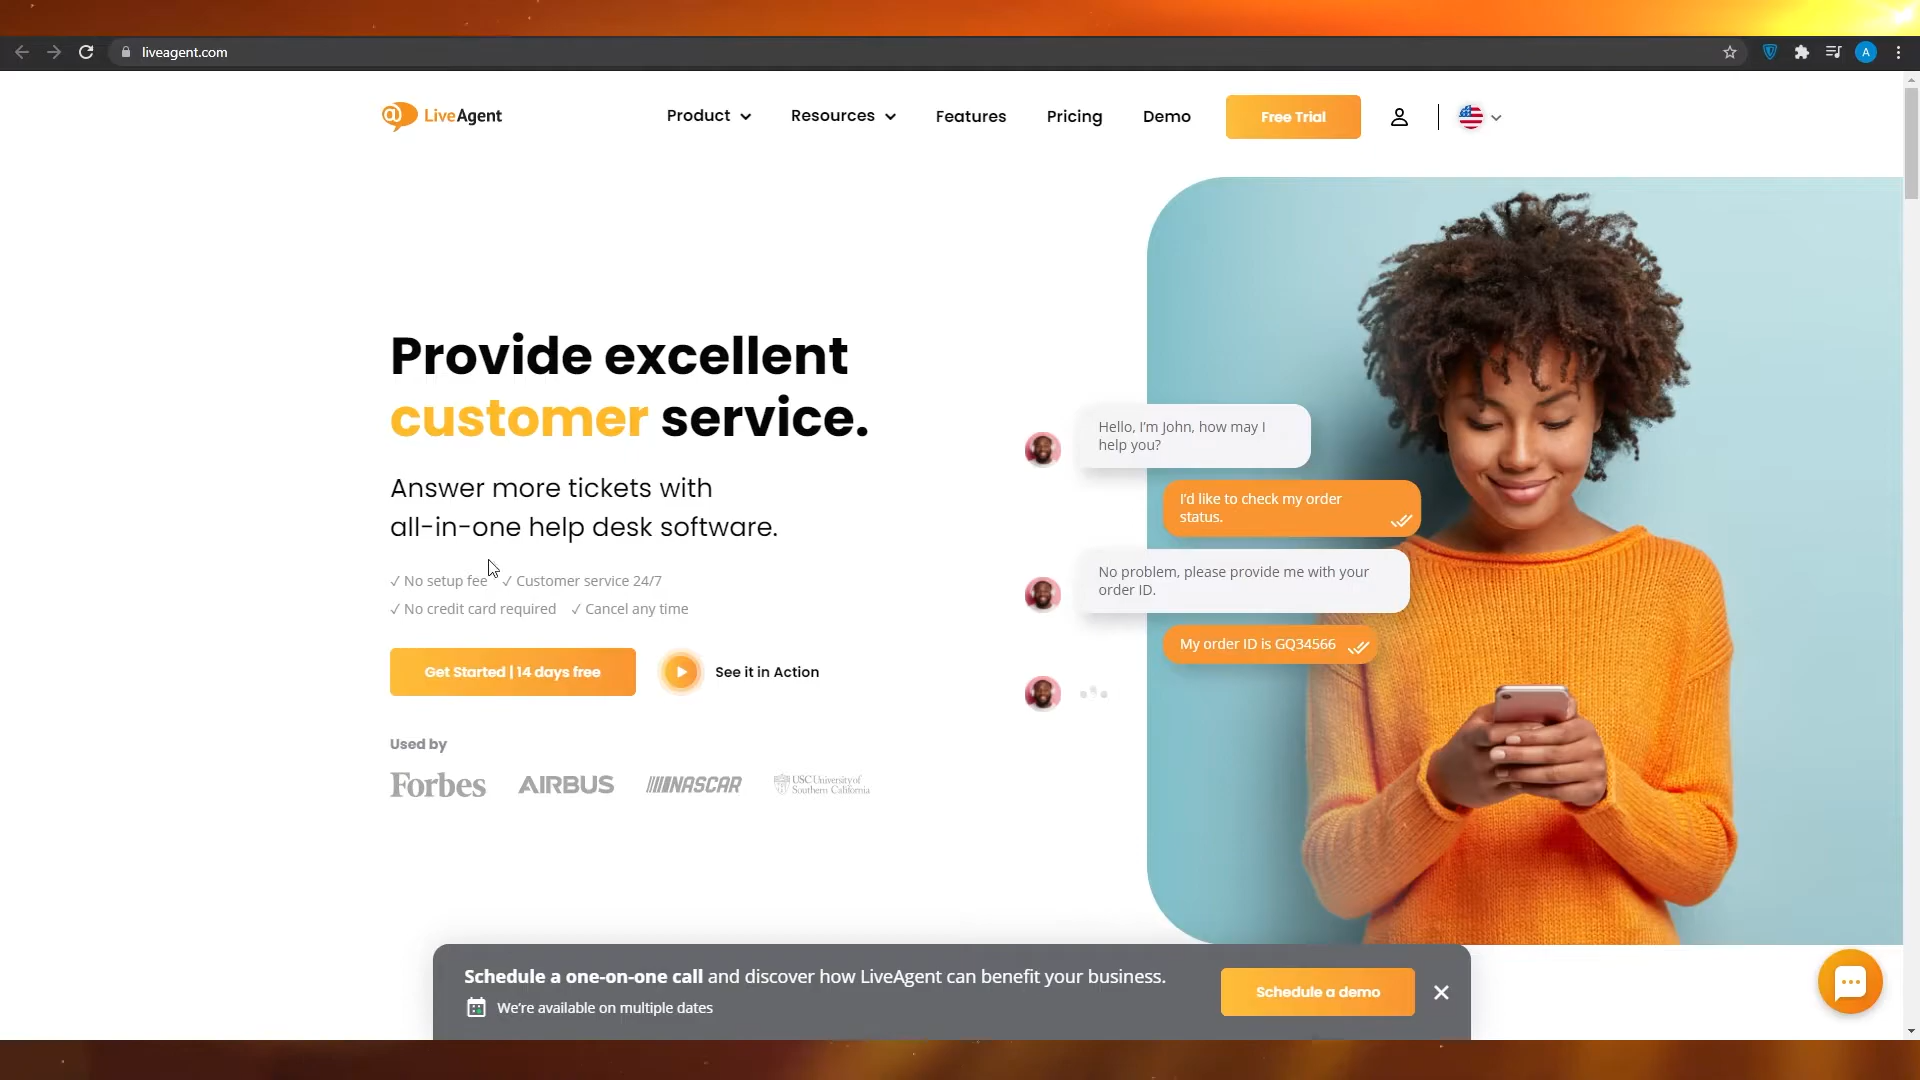 liveagent.com
A
LiveAgent
Product
Resources
Features
Pricing
Demo
Free Trial
Provide excellent
customer service.
Answer more tickets with
all-in-one help desk software.
✓ No setup fee ✓ Customer service 24/7
✓ No credit card required ✓ Cancel any time
Get Started | 14 days free
See it in Action
Used by
Forbes
AIRBUS
NASCAR
USC University of
Southern California
Hello, I'm John, how may I
help you?
I'd like to check my order
status.
No problem, please provide me with your
order ID.
My order ID is GQ34566
Schedule a one-on-one call and discover how LiveAgent can benefit your business.
We're available on multiple dates
Schedule a demo